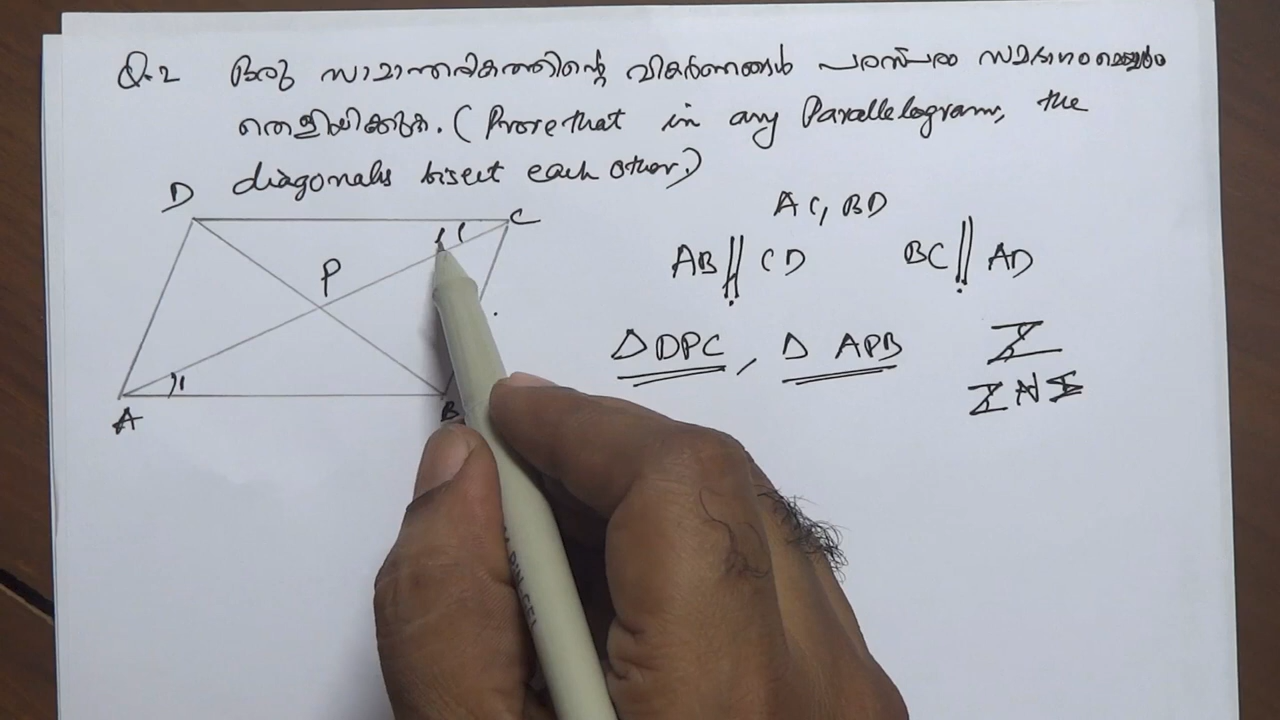 Q.2 ഒരു സാമാന്തരികത്തിന്റെ വികർണങ്ങൾ പരസ്പരം
തെളിയിക്കുക. (Prove that in any Parallelogram, the
diagonals bisect each other.)
D
C
P
A
B
AC, BD
AB || CD BC || AD
Δ DPC, Δ APB Z
Z N